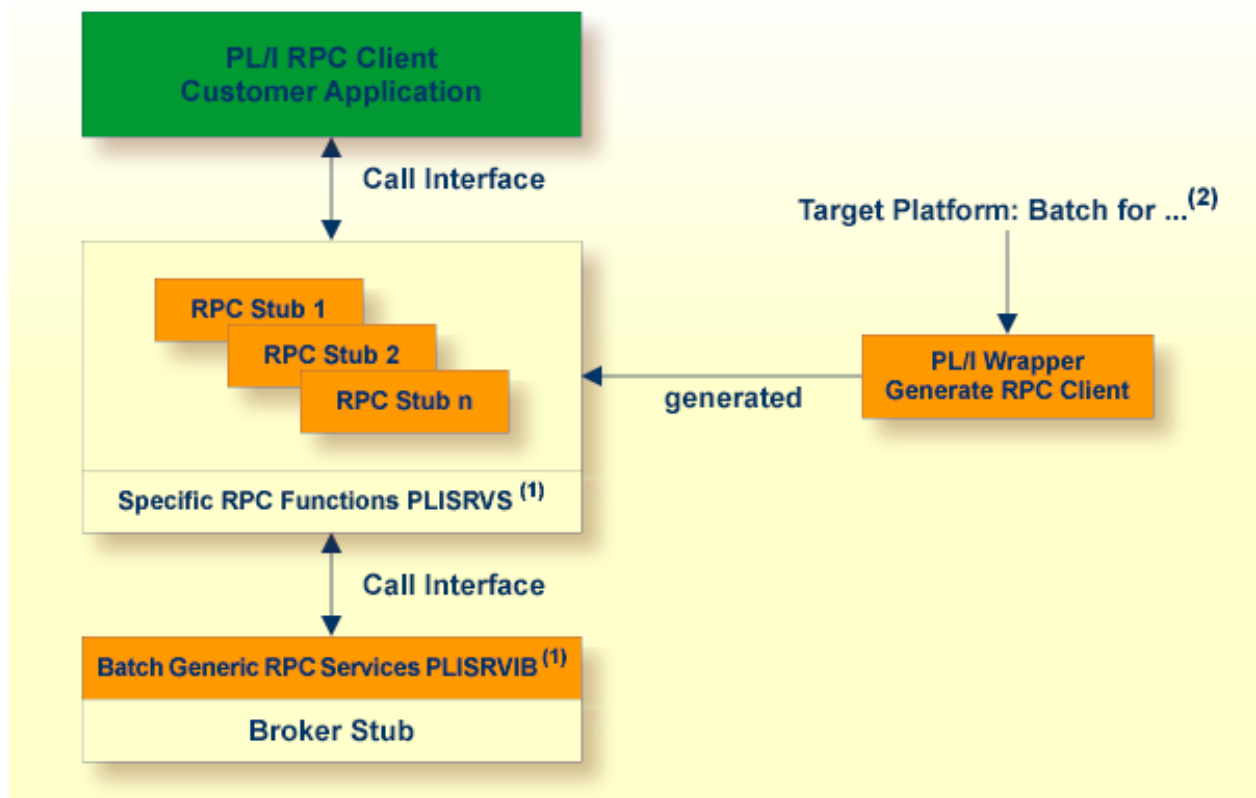 PL/I RPC Client
Customer Application
Call Interface
Target Platform: Batch for ...(2)
RPC Stub 1
RPC Stub 2
RPC Stub n
PL/I Wrapper
Generate RPC Client
generated
Specific RPC Functions PLISRVS (1)
Call Interface
Batch Generic RPC Services PLISRVIB (1)
Broker Stub